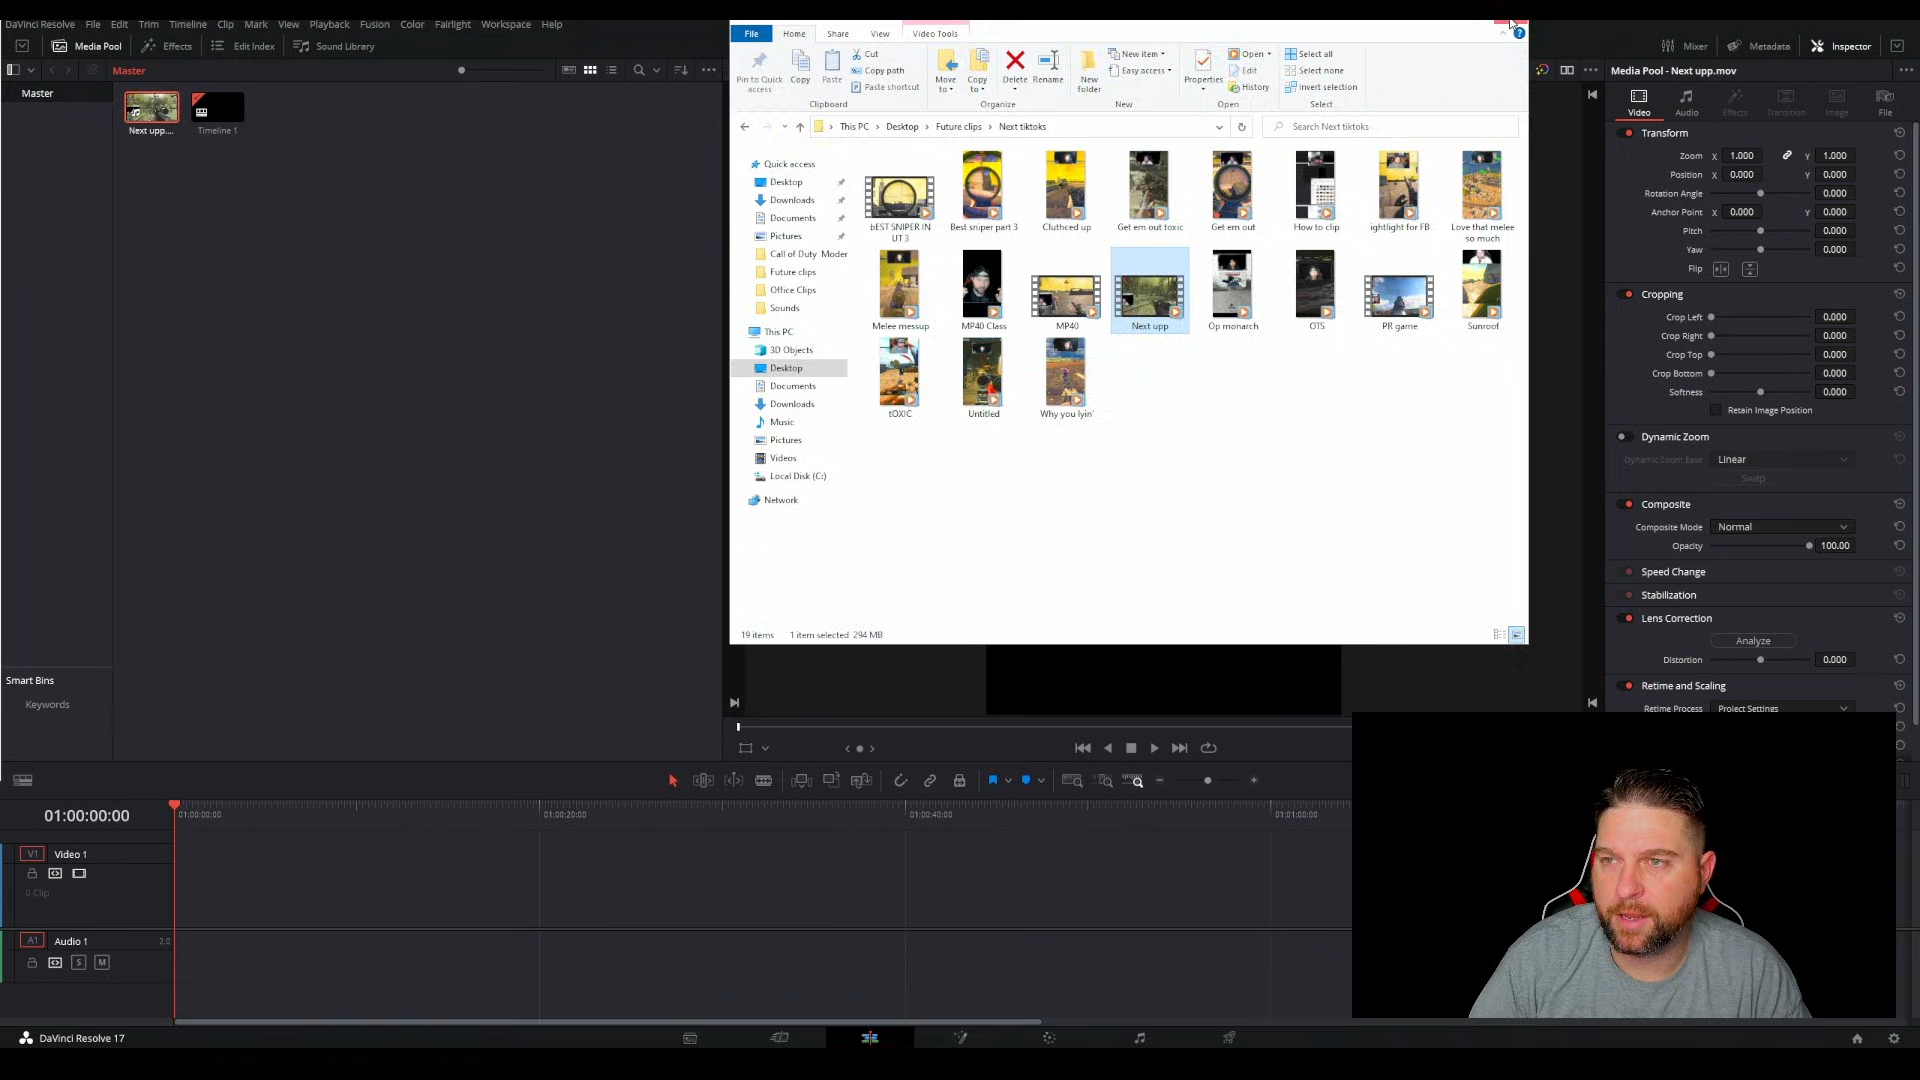 DaVinci Resolve File Edit Trim Timeline Clip Mark View Playback Fusion Color Fairlight Workspace Help
Media Pool Effects Edit Index Sound Library
Mixer Metadata Inspector
Master
Master
Next upp....
Timeline 1
Smart Bins
Keywords
File Home Share View Video Tools
Pin to Quick access
Copy
Paste
Cut
Copy path
Paste shortcut
Clipboard
Move to
Copy to
Delete
Rename
Organize
New folder
New item
Easy access
New
Properties
Open
Edit
History
Open
Select all
Select none
Invert selection
Select
This PC > Desktop > Future clips > Next tiktoks
Search Next tiktoks
Quick access
Desktop
Downloads
Documents
Pictures
Call of Duty Moder
Future clips
Office Clips
Sounds
This PC
3D Objects
Desktop
Documents
Downloads
Music
Pictures
Videos
Local Disk (C:)
Network
bEST SNIPER IN UT 3
Best sniper part 3
Cluthced up
Get em out toxic
Get em out
How to clip
ightlight for FB
Love that melee so much
Melee messup
MP40 Class
MP40
Next upp
Op monarch
OTS
PR game
Sunroof
tOXIC
Untitled
Why you lyin'
19 items 1 item selected 294 MB
Media Pool - Next upp.mov
Video Audio Effects Transition Image File
Transform
Zoom X 1.000 Y 1.000
Position X 0.000 Y 0.000
Rotation Angle 0.000
Anchor Point X 0.000 Y 0.000
Pitch 0.000
Yaw 0.000
Flip
Cropping
Crop Left 0.000
Crop Right 0.000
Crop Top 0.000
Crop Bottom 0.000
Softness 0.000
Retain Image Position
Dynamic Zoom
Dynamic Zoom Ease Linear
Swap
Composite
Composite Mode Normal
Opacity 100.00
Speed Change
Stabilization
Lens Correction
Analyze
Distortion 0.000
Retime and Scaling
Retime Process Project Settings
01:00:00:00
01:00:00:00 01:00:20:00 01:00:40:00 01:01:00:00
V1 Video 1
0 Clip
A1 Audio 1 2.0
S M
DaVinci Resolve 17